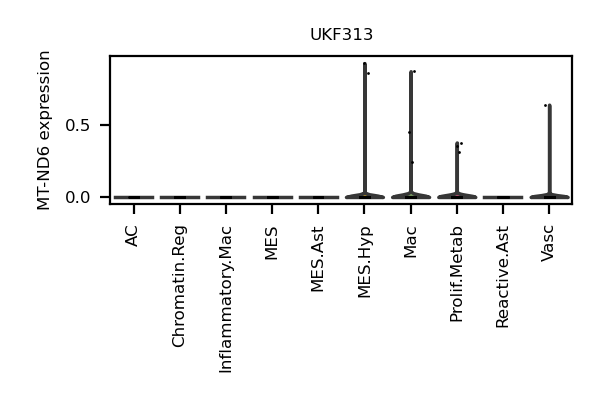 UKF313
MT-ND6 expression
0.5
0.0
AC
Chromatin.Reg
Inflammatory.Mac
MES
MES.Ast
MES.Hyp
Mac
Prolif.Metab
Reactive.Ast
Vasc